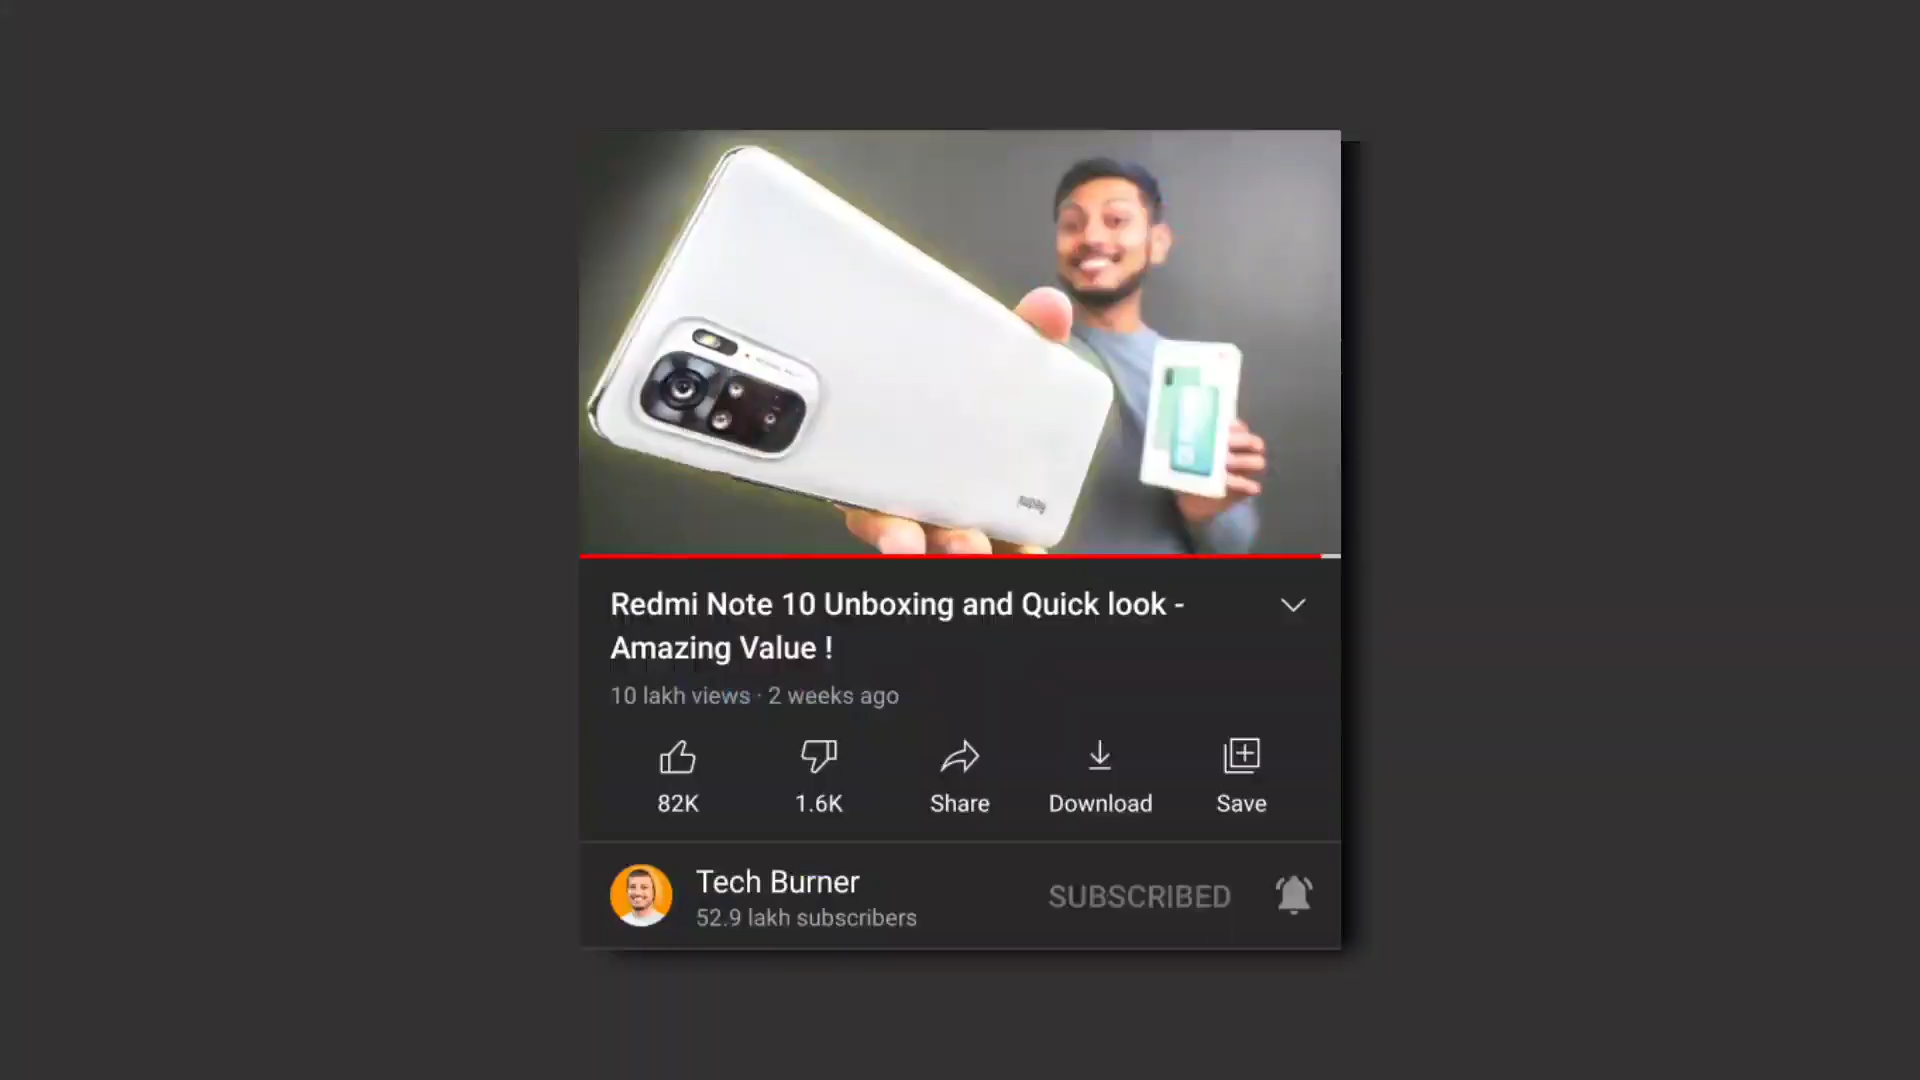 Redmi
Redmi Note 10 Unboxing and Quick look -
Amazing Value !
10 lakh views · 2 weeks ago
82K
1.6K
Share
Download
Save
Tech Burner
52.9 lakh subscribers
SUBSCRIBED